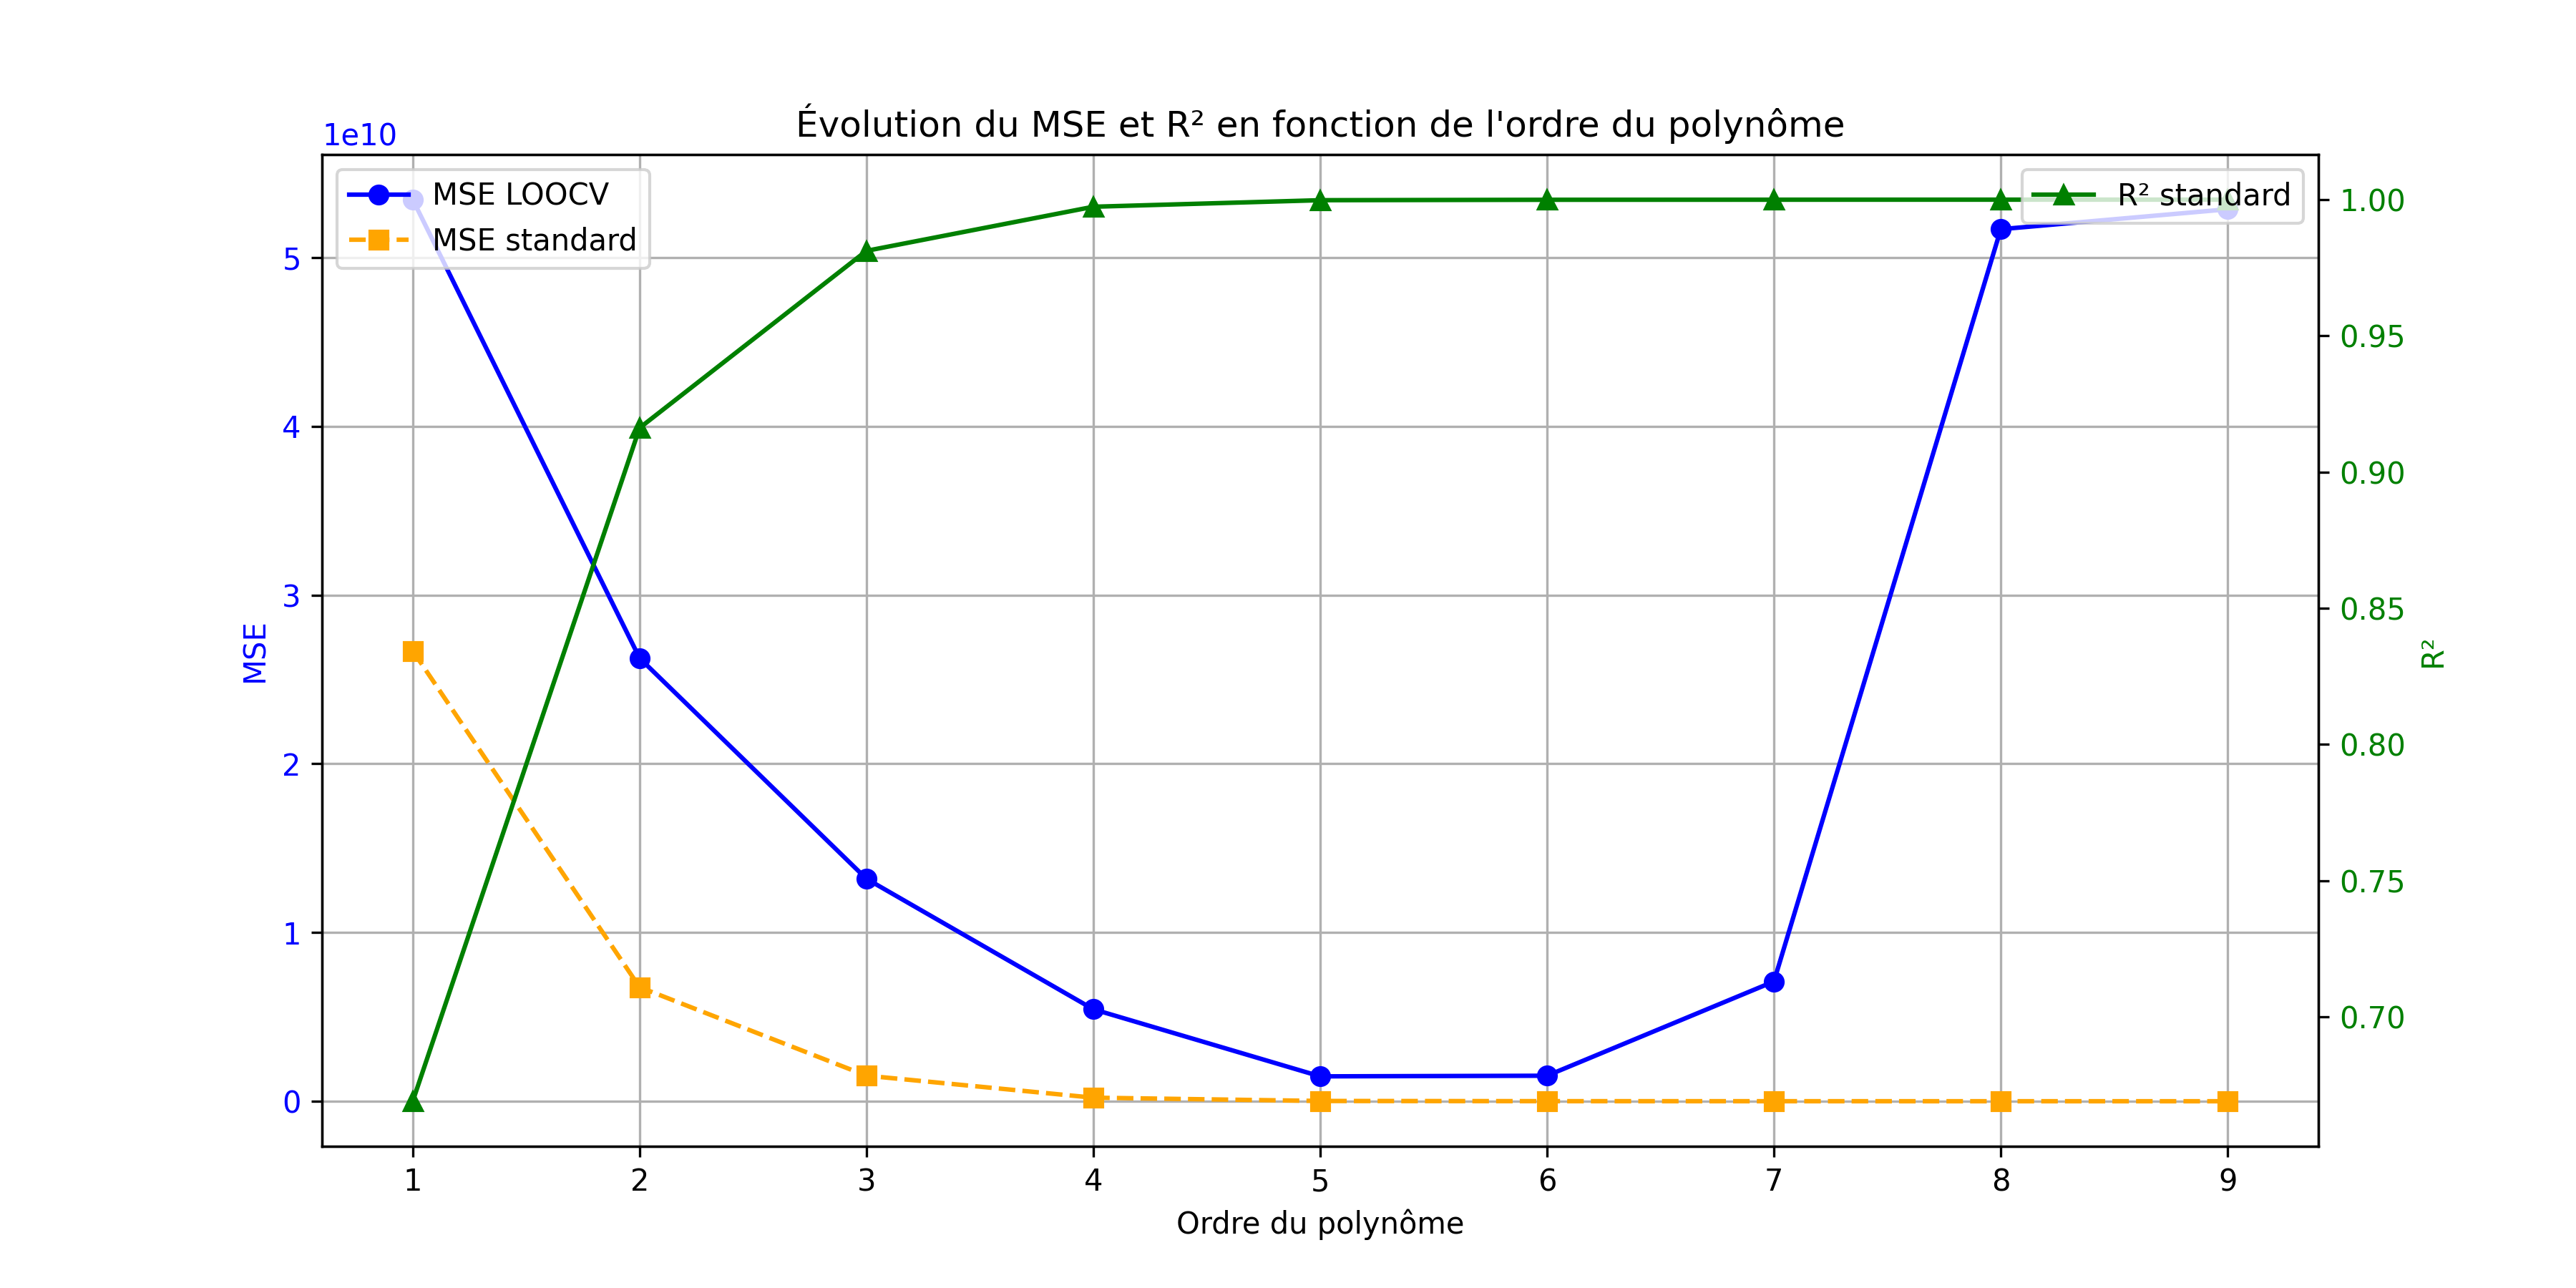 Évolution du MSE et R² en fonction de l'ordre du polynôme
1e10
MSE LOOCV
MSE standard
R² standard
5
4
3
2
1
0
MSE
1.00
0.95
0.90
0.85
0.80
0.75
0.70
R²
1 2 3 4 5 6 7 8 9
Ordre du polynôme